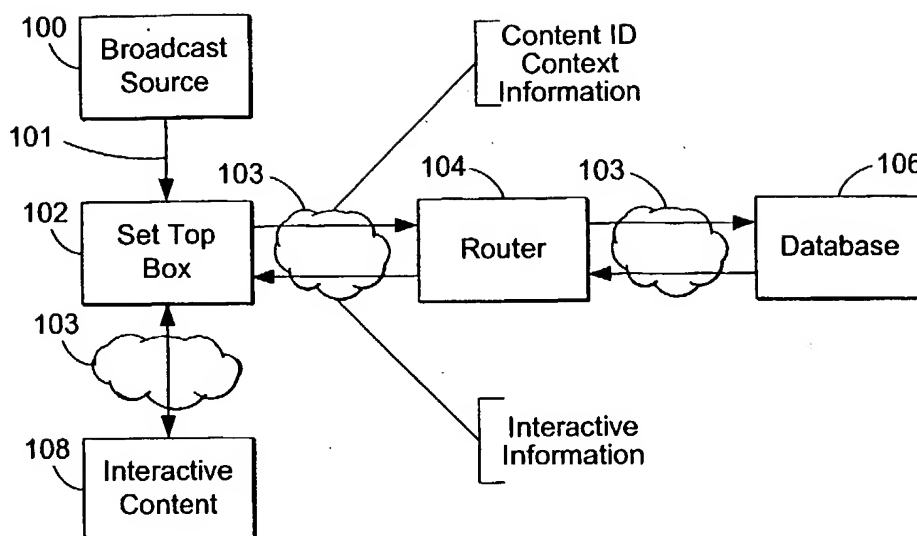 100
Broadcast
Source
Content ID
Context
Information
101
103
104
103
106
102
Set Top
Box
Router
Database
103
108
Interactive
Content
Interactive
Information